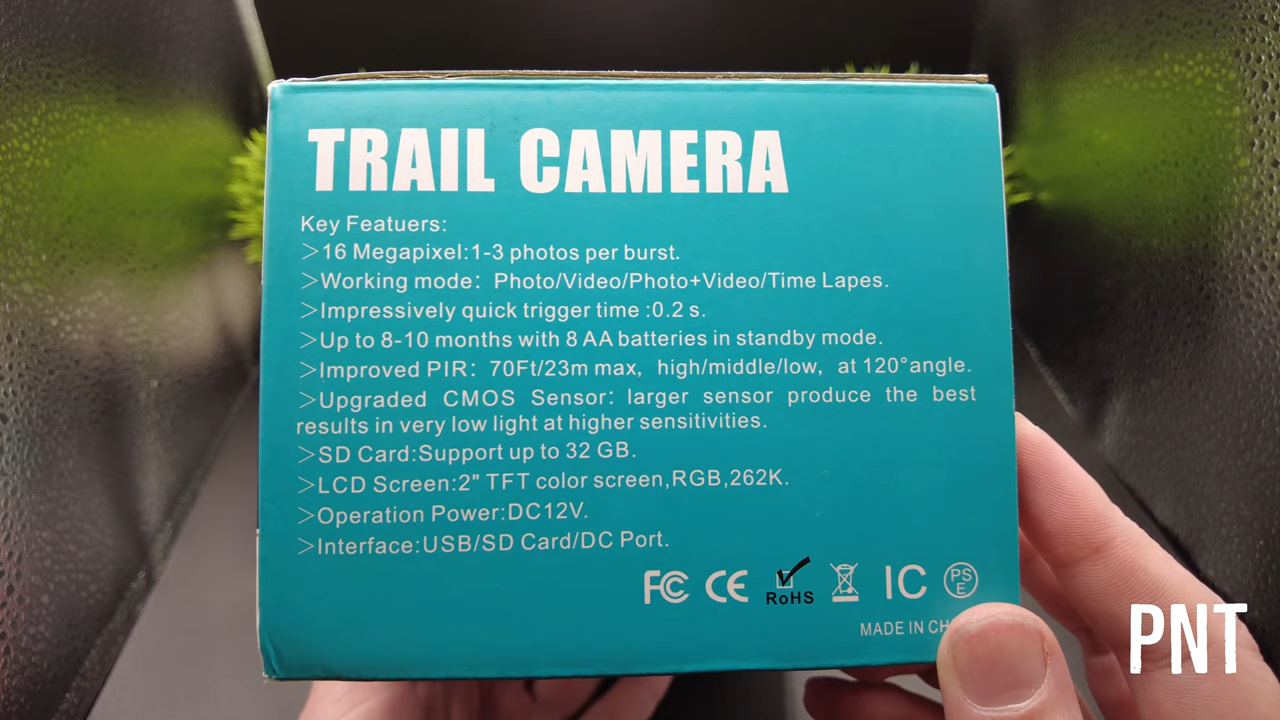 TRAIL CAMERA
Key Featuers:
>16 Megapixel:1-3 photos per burst.
>Working mode: Photo/Video/Photo+Video/Time Lapes.
>Impressively quick trigger time :0.2 s.
>Up to 8-10 months with 8 AA batteries in standby mode.
>Improved PIR: 70Ft/23m max, high/middle/low, at 120°angle.
>Upgraded CMOS Sensor: larger sensor produce the best
results in very low light at higher sensitivities.
>SD Card:Support up to 32 GB.
>LCD Screen:2" TFT color screen,RGB,262K.
>Operation Power:DC12V.
>Interface:USB/SD Card/DC Port.
FC CE RoHS IC PSE
MADE IN
PNT